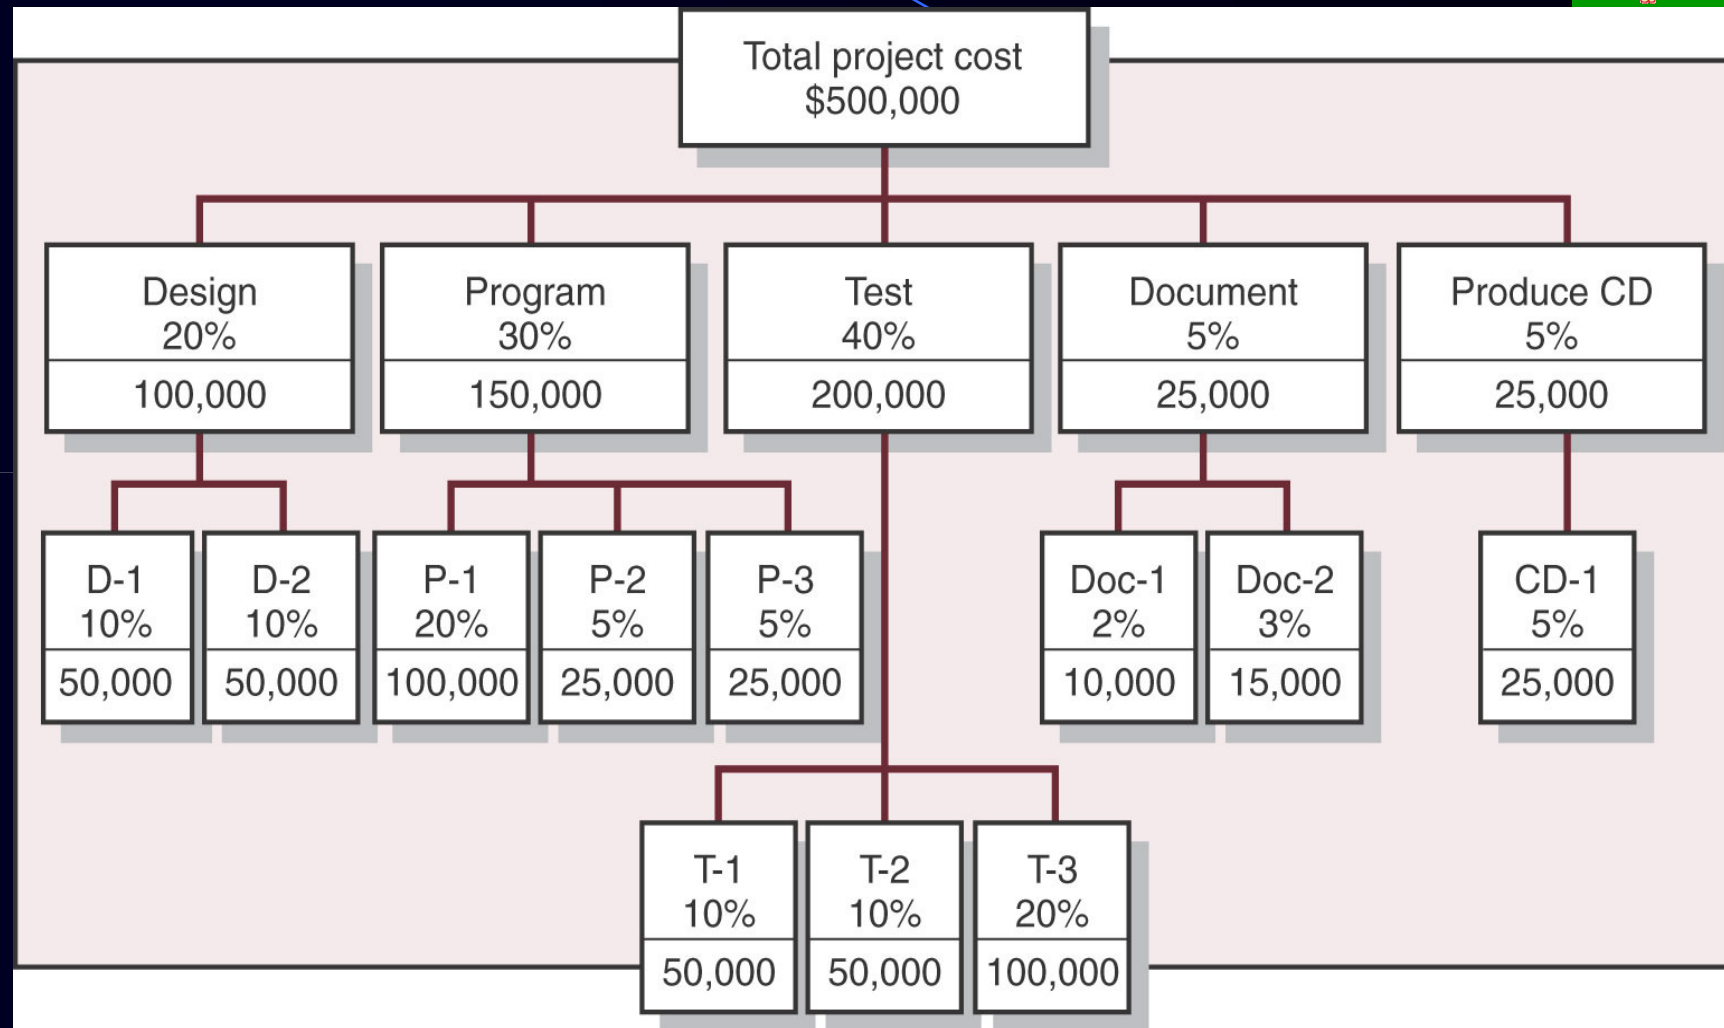 Total project cost
$500,000
Design
20%
100,000
Program
30%
150,000
Test
40%
200,000
Document
5%
25,000
Produce CD
5%
25,000
D-1
10%
50,000
D-2
10%
50,000
P-1
20%
100,000
P-2
5%
25,000
P-3
5%
25,000
Doc-1
2%
10,000
Doc-2
3%
15,000
CD-1
5%
25,000
T-1
10%
50,000
T-2
10%
50,000
T-3
20%
100,000